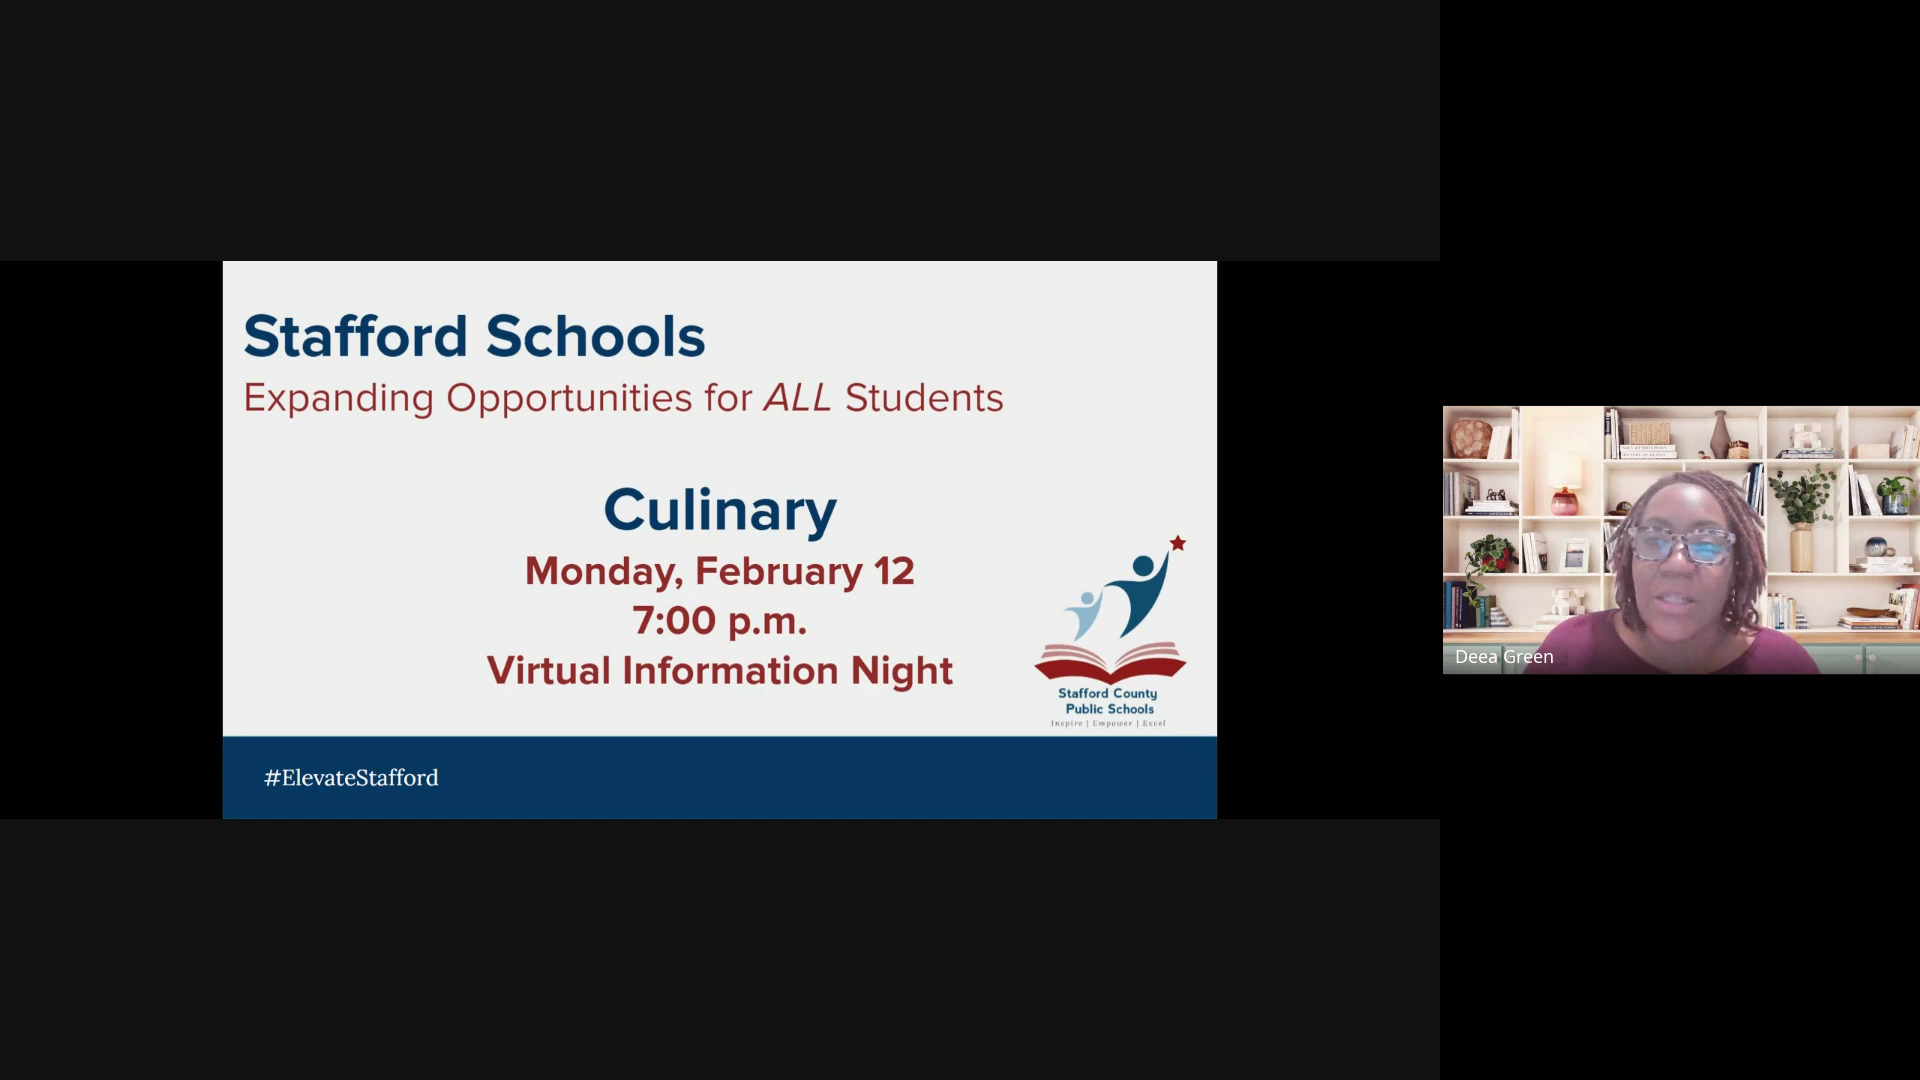 Stafford Schools
Expanding Opportunities for ALL Students
Culinary
Monday, February 12
7:00 p.m.
Virtual Information Night
Stafford County
Public Schools
Inspire | Empower | Excel
#ElevateStafford
Deea Green